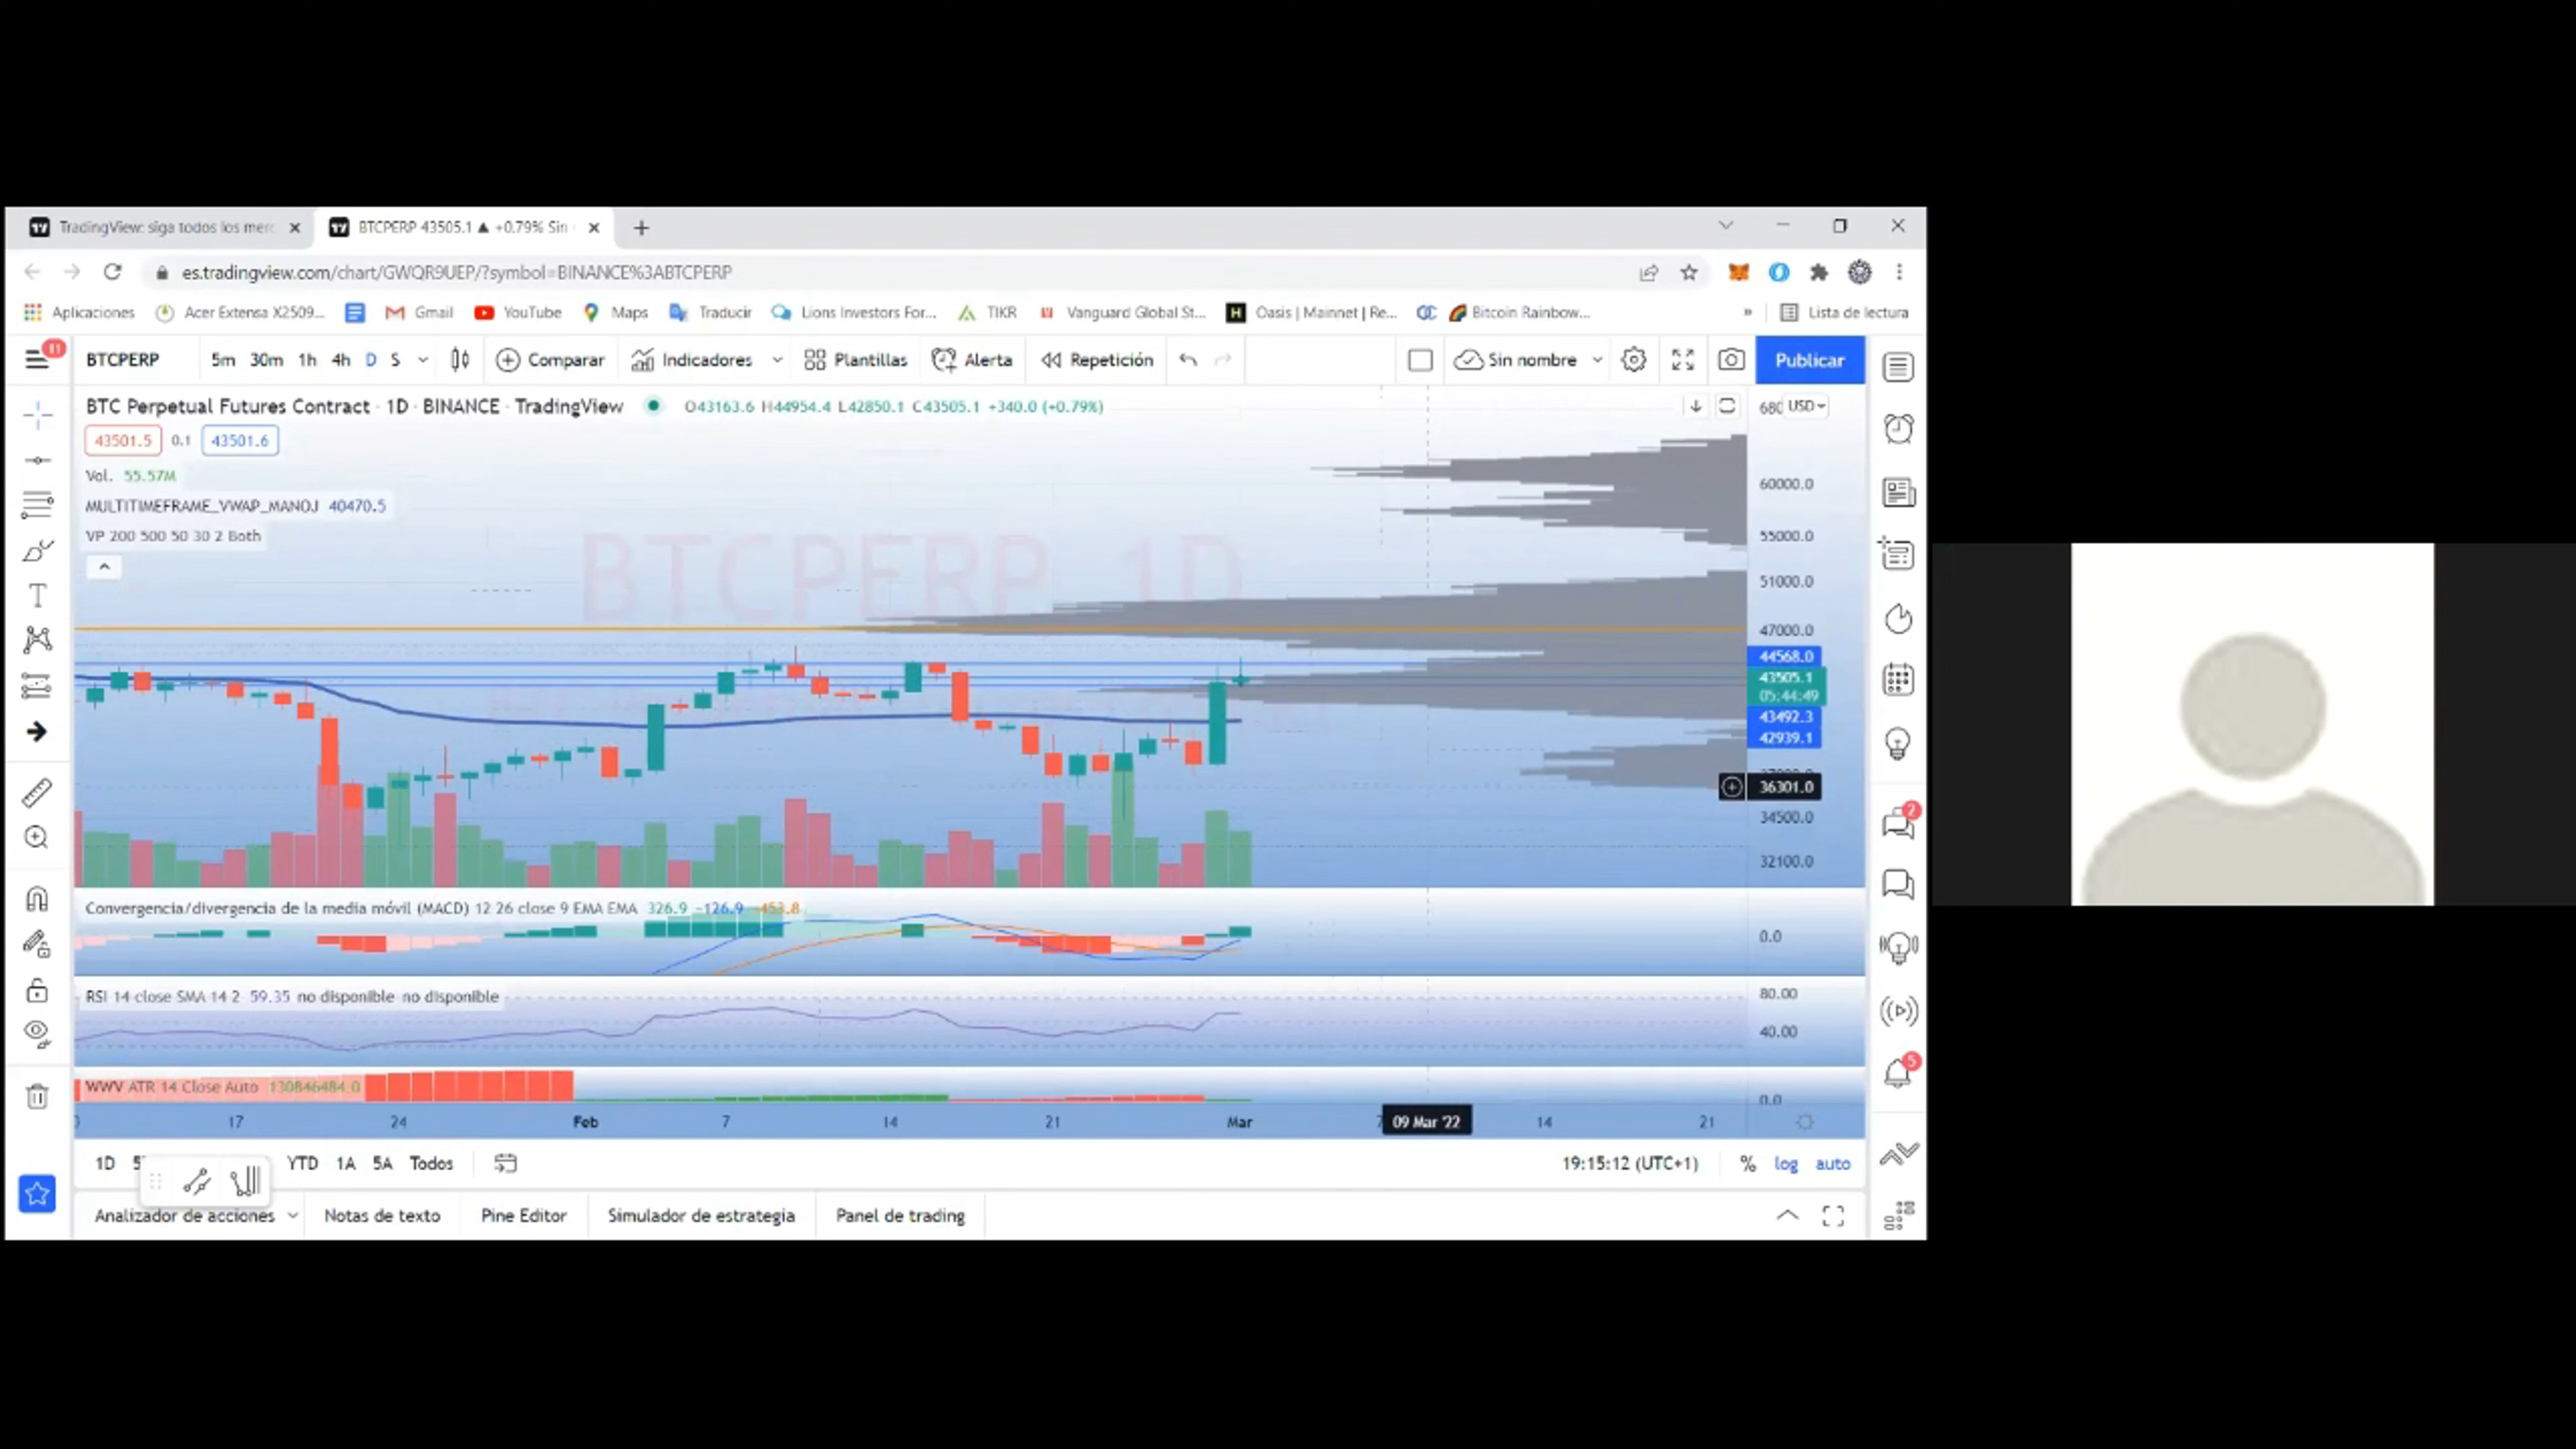 TradingView: siga todos los merc
BTCPERP 43505.1 ▲ +0.79% Sin
es.tradingview.com/chart/GWQR9UEP/?symbol=BINANCE%3ABTCPERP
Aplicaciones Acer Extensa X2509... Gmail YouTube Maps Traducir Lions Investors For... TIKR Vanguard Global St... Oasis | Mainnet | Re... Bitcoin Rainbow... » Lista de lectura
11 BTCPERP 5m 30m 1h 4h D S Comparar Indicadores Plantillas Alerta Repetición Sin nombre Publicar
BTC Perpetual Futures Contract · 1D · BINANCE · TradingView O43163.6 H44954.4 L42850.1 C43505.1 +340.0 (+0.79%) 680 USD
43501.5 0.1 43501.6
Vol. 55.57M
MULTITIMEFRAME_VWAP_MANOJ 40470.5
VP 200 500 50 30 2 Both
BTCPERP 1D
60000.0
55000.0
51000.0
47000.0
44568.0
43505.1
05:44:49
43492.3
42939.1
36301.0
34500.0
32100.0
Convergencia/divergencia de la media móvil (MACD) 12 26 close 9 EMA EMA 326.9 -126.9 -453.8
0.0
RSI 14 close SMA 14 2 59.35 no disponible no disponible
80.00
40.00
WWV ATR 14 Close Auto 130846484.0
0.0
17 24 Feb 7 14 21 Mar 7 09 Mar '22 14 21
1D YTD 1A 5A Todos 19:15:12 (UTC+1) % log auto
Analizador de acciones Notas de texto Pine Editor Simulador de estrategia Panel de trading
2
5